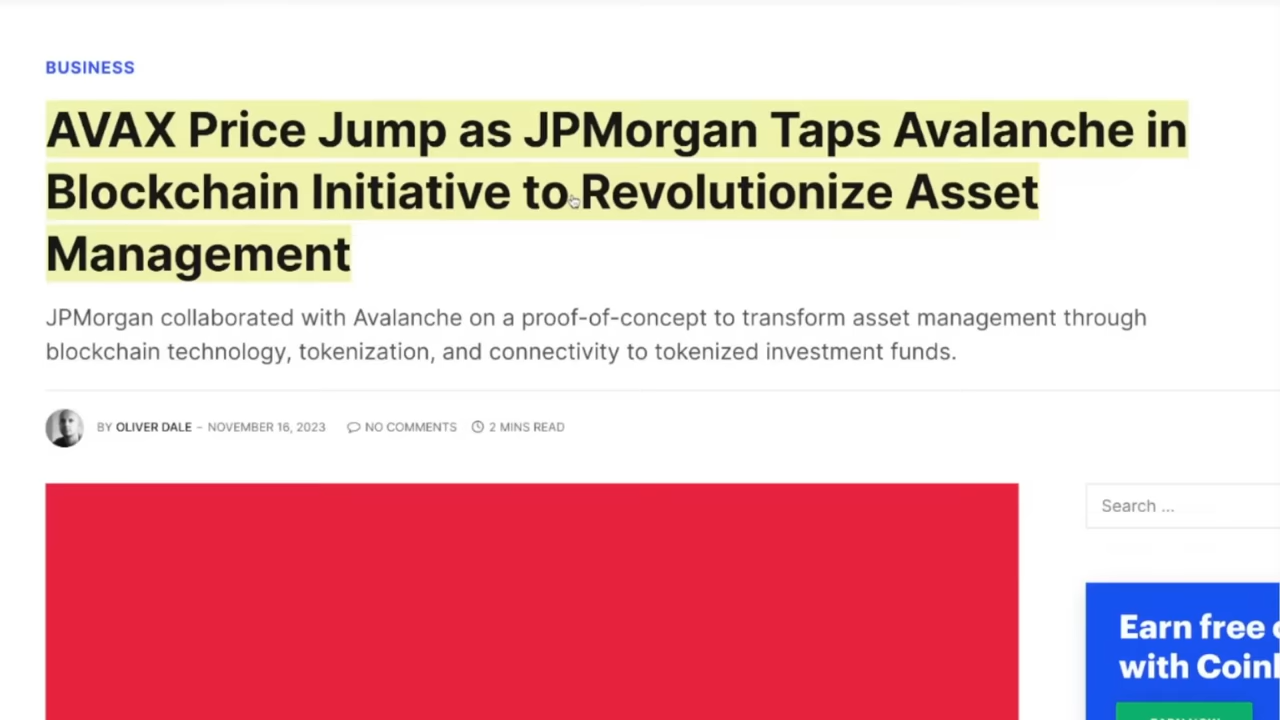 BUSINESS
AVAX Price Jump as JPMorgan Taps Avalanche in
Blockchain Initiative to Revolutionize Asset
Management
JPMorgan collaborated with Avalanche on a proof-of-concept to transform asset management through
blockchain technology, tokenization, and connectivity to tokenized investment funds.
BY OLIVER DALE – NOVEMBER 16, 2023 NO COMMENTS 2 MINS READ
Search ...
Earn free
with